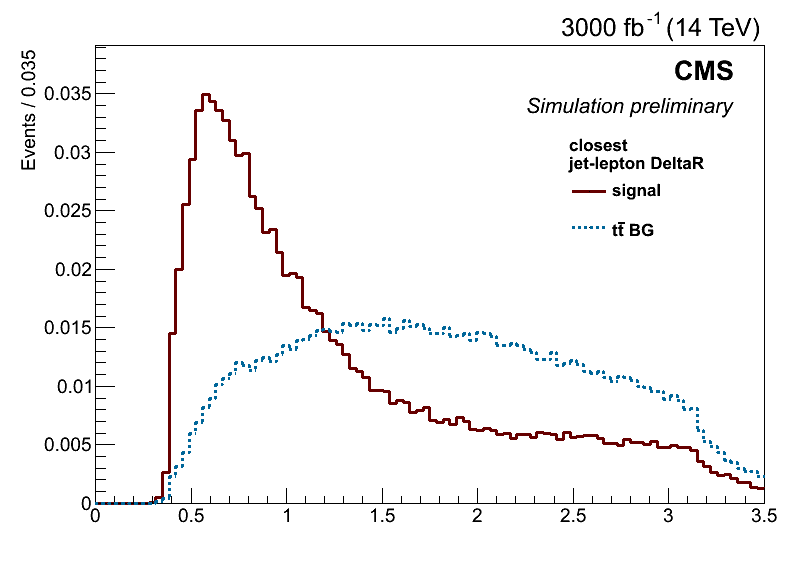 3000 fb⁻¹ (14 TeV)
Events / 0.035
CMS
Simulation preliminary
closest
jet-lepton DeltaR
signal
tt̄ BG
0.035
0.03
0.025
0.02
0.015
0.01
0.005
0
0 0.5 1 1.5 2 2.5 3 3.5